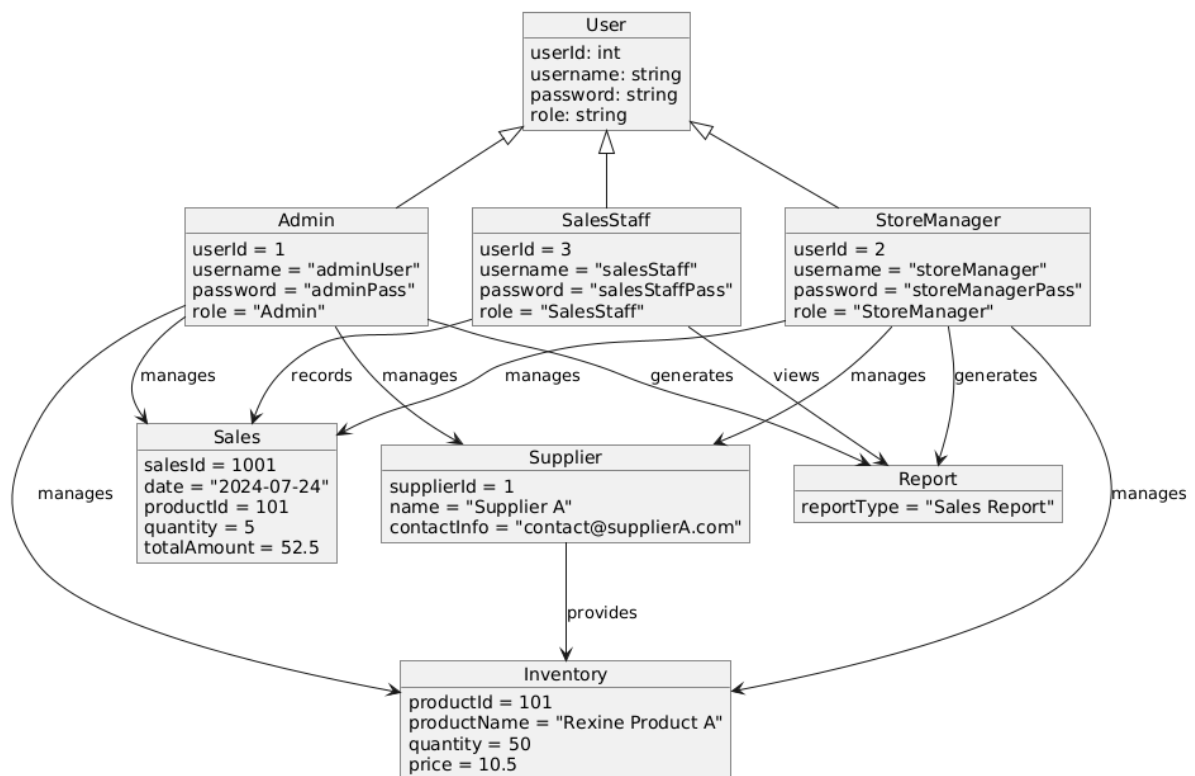 User
userId: int
username: string
password: string
role: string
Admin
userId = 1
username = "adminUser"
password = "adminPass"
role = "Admin"
SalesStaff
userId = 3
username = "salesStaff"
password = "salesStaffPass"
role = "SalesStaff"
StoreManager
userId = 2
username = "storeManager"
password = "storeManagerPass"
role = "StoreManager"
manages
records
manages
manages
generates
views
manages
generates
Sales
salesId = 1001
date = "2024-07-24"
productId = 101
quantity = 5
totalAmount = 52.5
Supplier
supplierId = 1
name = "Supplier A"
contactInfo = "contact@supplierA.com"
Report
reportType = "Sales Report"
manages
manages
provides
Inventory
productId = 101
productName = "Rexine Product A"
quantity = 50
price = 10.5